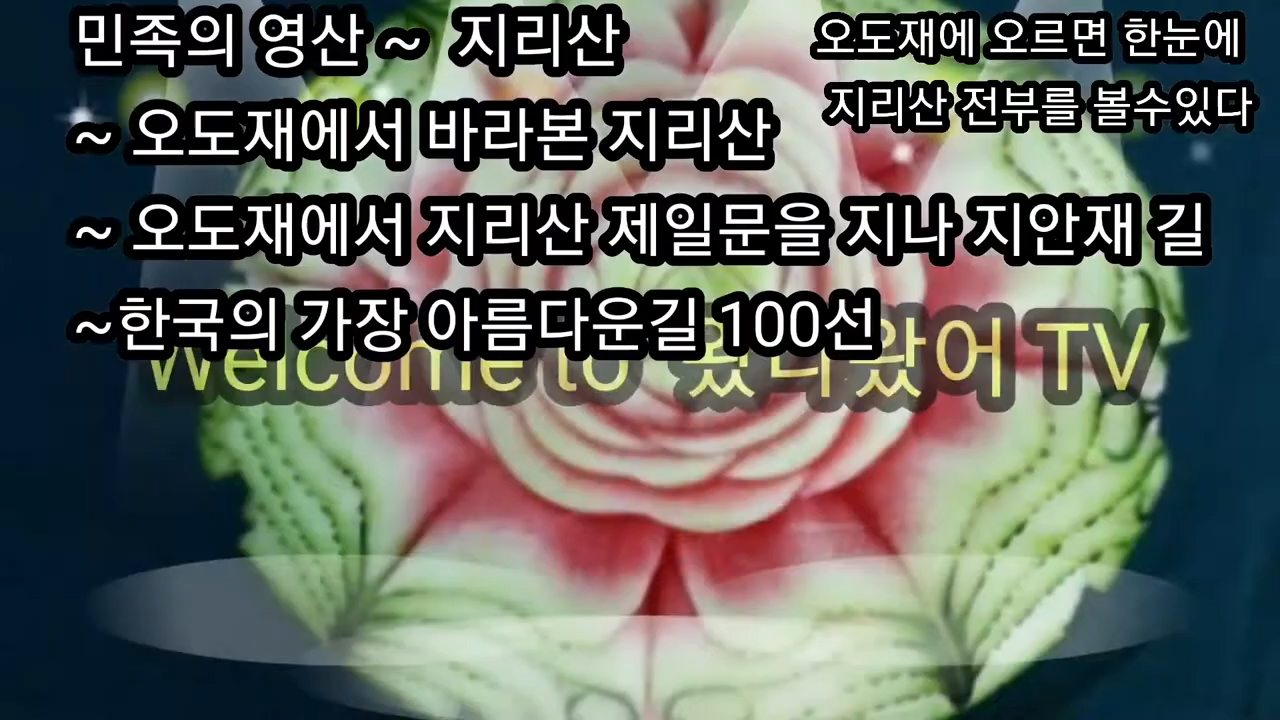 민족의 영산 ~ 지리산
오도재에 오르면 한눈에
지리산 전부를 볼수있다
~ 오도재에서 바라본 지리산
~ 오도재에서 지리산 제일문을 지나 지안재 길
~한국의 가장 아름다운길 100선
Welcome to 왔어 TV